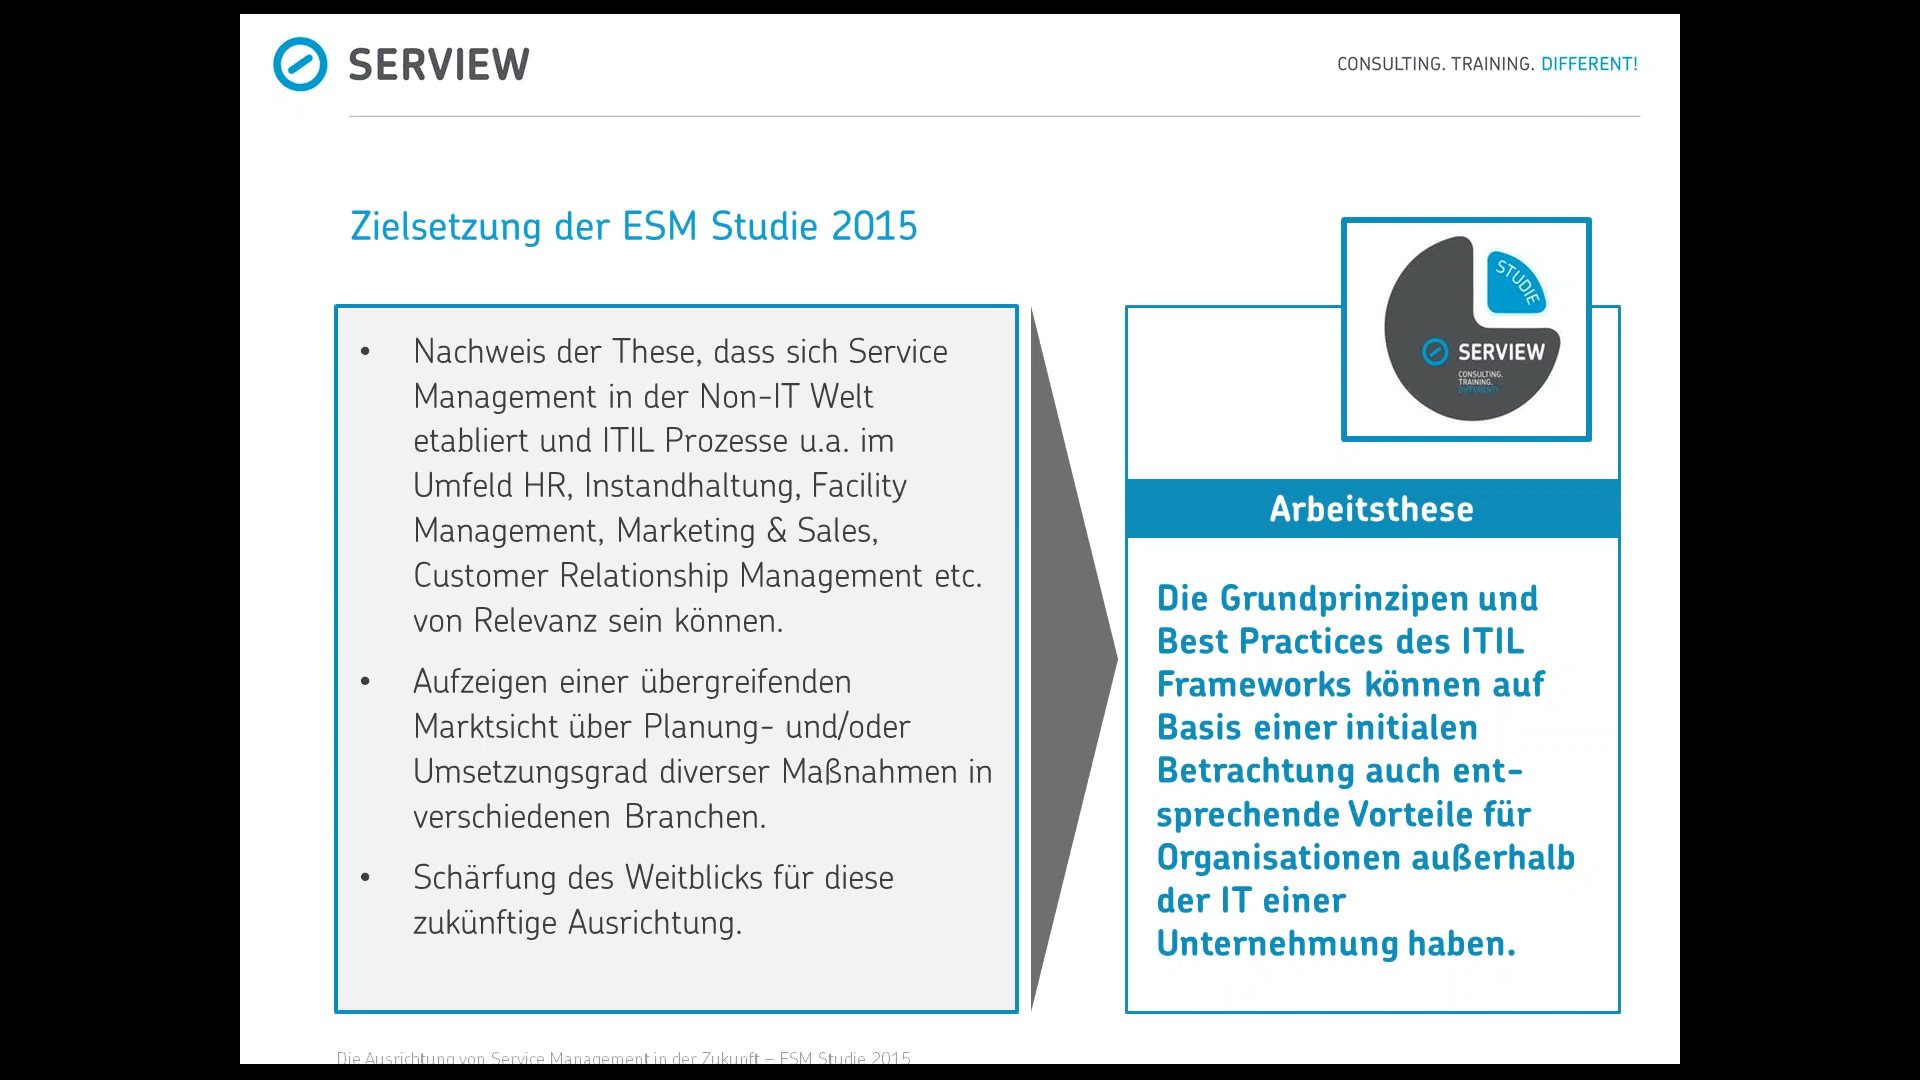 SERVIEW
CONSULTING. TRAINING. DIFFERENT!
Zielsetzung der ESM Studie 2015
• Nachweis der These, dass sich Service
Management in der Non-IT Welt
etabliert und ITIL Prozesse u.a. im
Umfeld HR, Instandhaltung, Facility
Management, Marketing & Sales,
Customer Relationship Management etc.
von Relevanz sein können.
• Aufzeigen einer übergreifenden
Marktsicht über Planung- und/oder
Umsetzungsgrad diverser Maßnahmen in
verschiedenen Branchen.
• Schärfung des Weitblicks für diese
zukünftige Ausrichtung.
STUDIE
SERVIEW
CONSULTING.
TRAINING.
DIFFERENT!
Arbeitsthese
Die Grundprinzipen und
Best Practices des ITIL
Frameworks können auf
Basis einer initialen
Betrachtung auch ent-
sprechende Vorteile für
Organisationen außerhalb
der IT einer
Unternehmung haben.
Die Ausrichtung von Service Management in der Zukunft – ESM Studie 2015